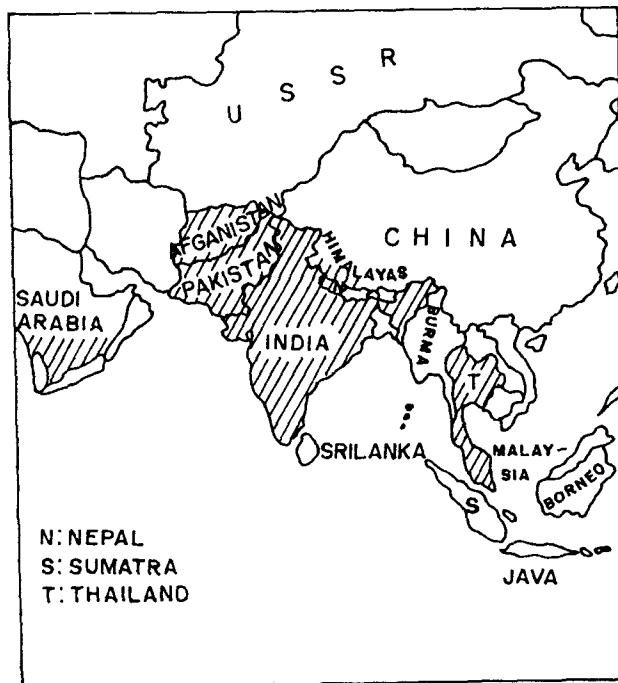 U S S R
CHINA
AFGANISTAN
HIMALAYAS
PAKISTAN
N
SAUDI
ARABIA
INDIA
BURMA
T
SRILANKA
MALAY-
SIA
BORNEO
S
JAVA
N: NEPAL
S: SUMATRA
T: THAILAND